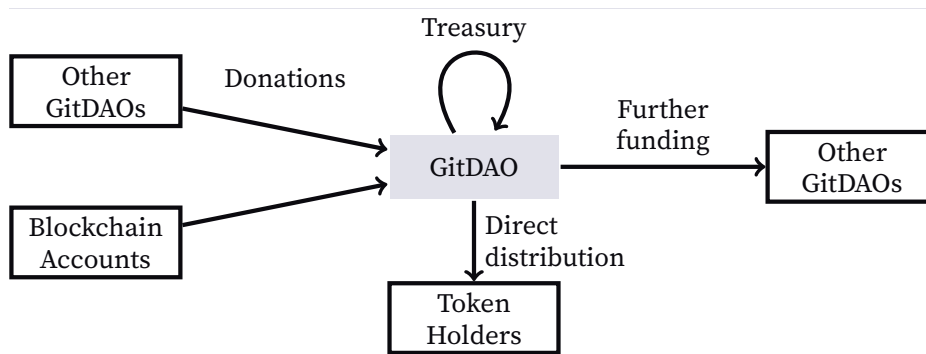 Treasury
Other
GitDAOs
Donations
Further
funding
GitDAO
Other
GitDAOs
Blockchain
Accounts
Direct
distribution
Token
Holders